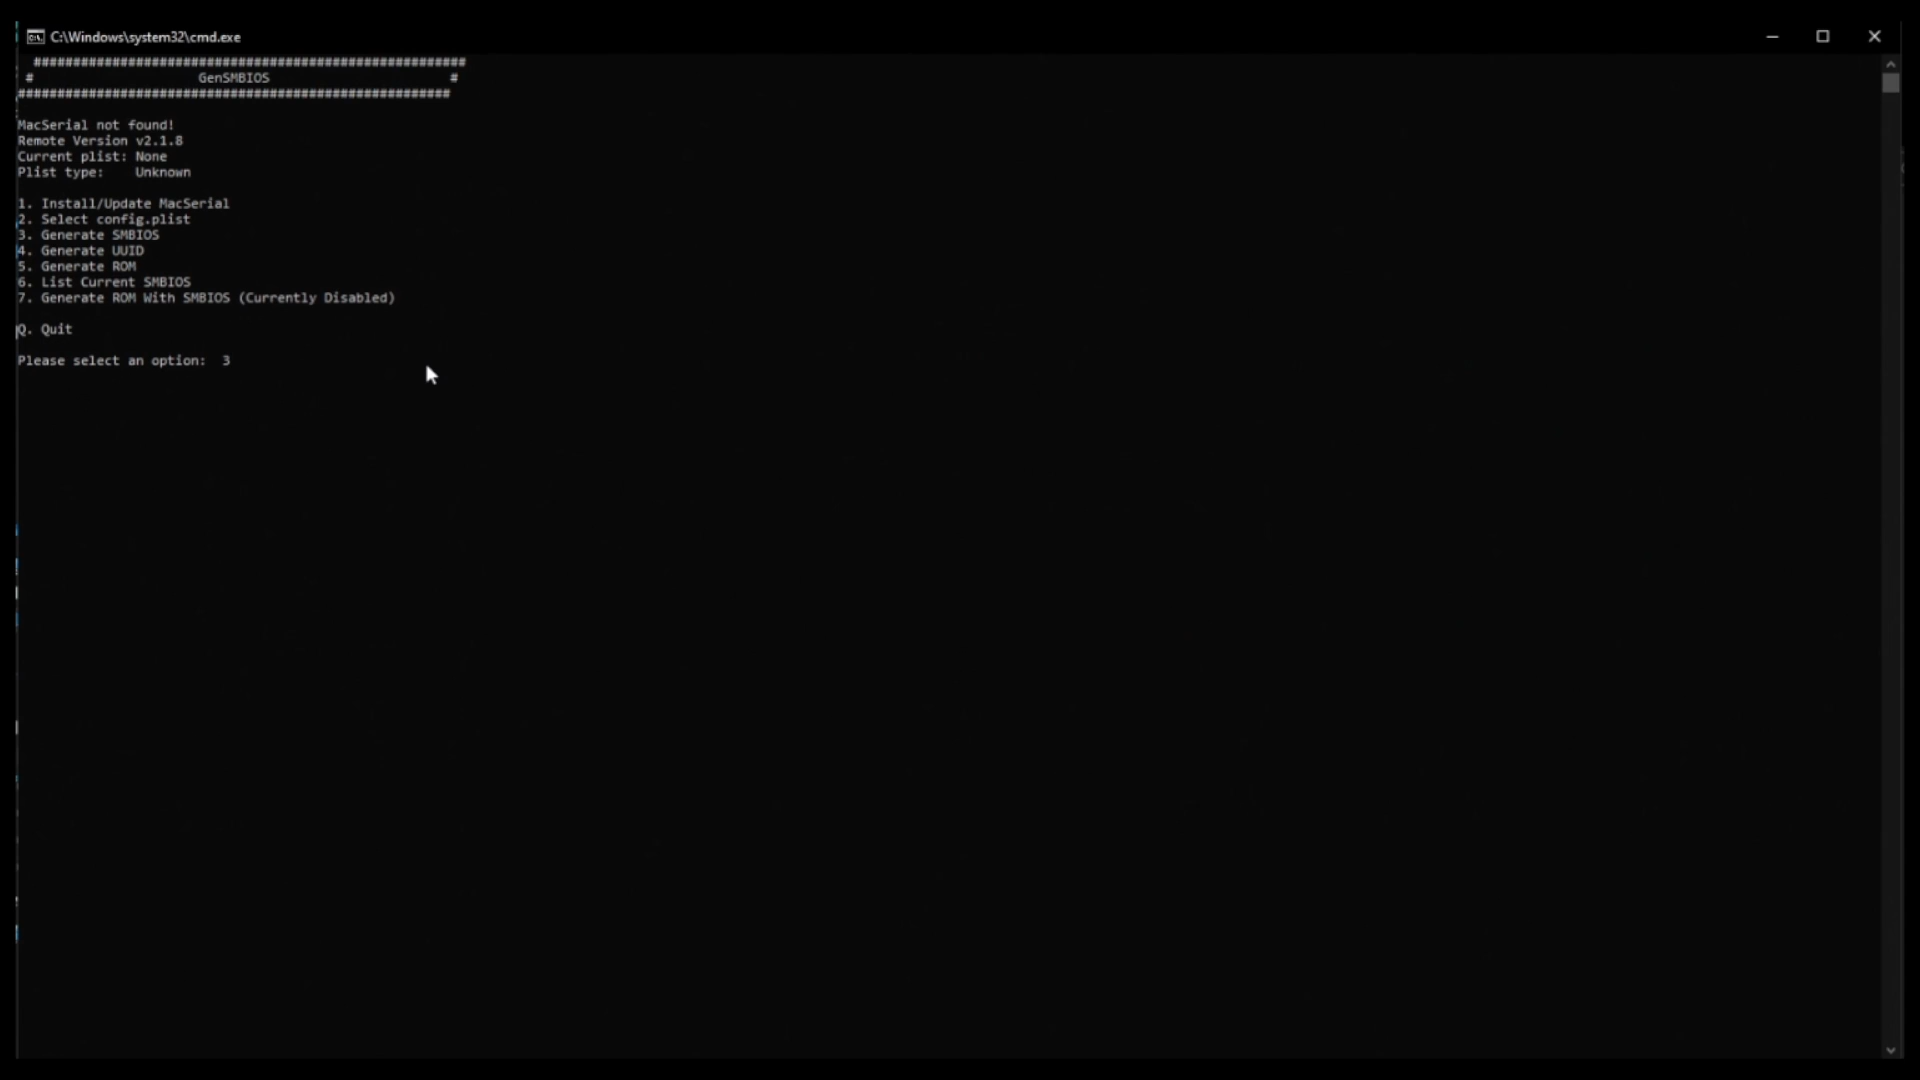 C:\Windows\system32\cmd.exe
#######################################################
# GenSMBIOS #
#######################################################
MacSerial not found!
Remote Version v2.1.8
Current plist: None
Plist type: Unknown
1. Install/Update MacSerial
2. Select config.plist
3. Generate SMBIOS
4. Generate UUID
5. Generate ROM
6. List Current SMBIOS
7. Generate ROM With SMBIOS (Currently Disabled)
Q. Quit
Please select an option: 3